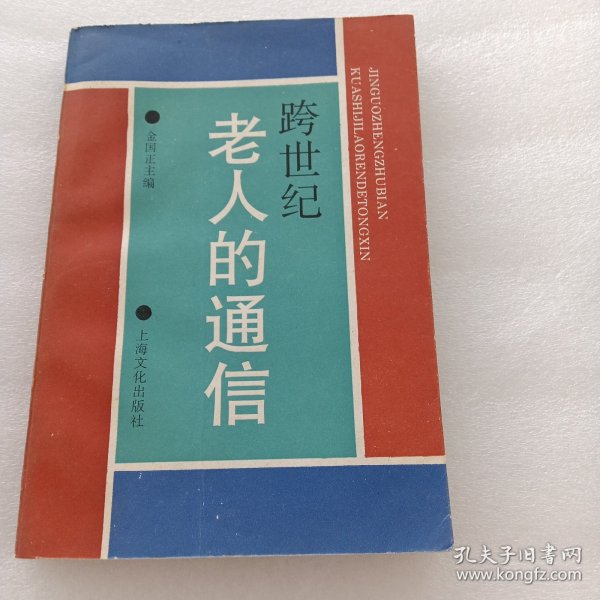 JINGUOZHENGZHUBIAN
KUASHIJILAORENDETONGXIN
跨世纪
老人的通信
金国正主编
上海文化出版社
孔夫子旧书网
www.kongfz.com